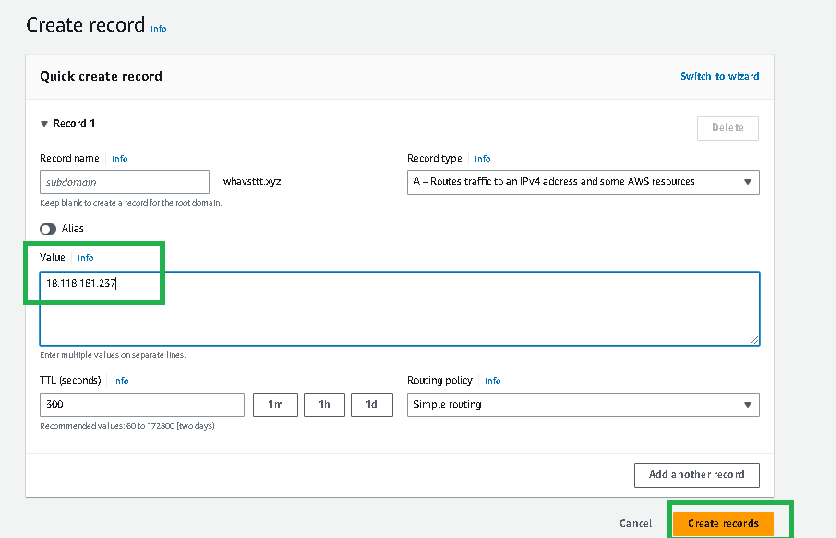 Create record Info
Quick create record
Switch to wizard
Record 1
Delete
Record name Info
Record type Info
subdomain
whavsttt.xyz
A – Routes traffic to an IPv4 address and some AWS resources
Keep blank to create a record for the root domain.
Alias
Value Info
18.118.181.237
Enter multiple values on separate lines.
TTL (seconds) Info
Routing policy Info
300
1m
1h
1d
Simple routing
Recommended values: 60 to 172800 (two days)
Add another record
Cancel
Create records